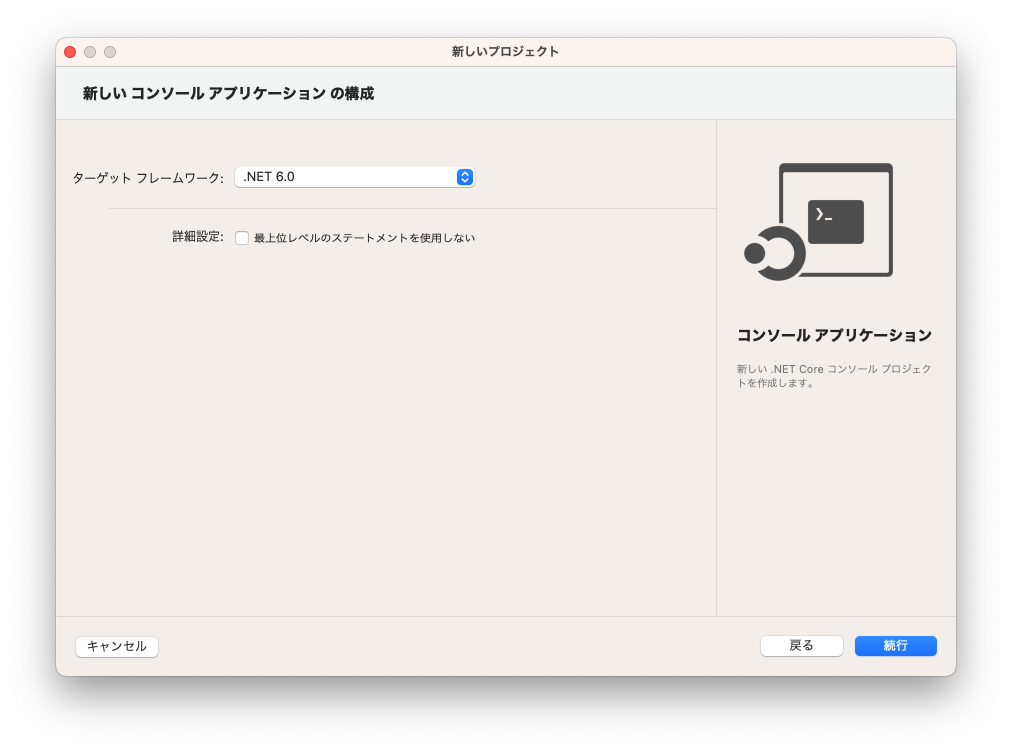 新しいプロジェクト
新しい コンソール アプリケーション の構成
ターゲット フレームワーク: .NET 6.0
詳細設定: 最上位レベルのステートメントを使用しない
❯_
コンソール アプリケーション
新しい .NET Core コンソール プロジェク
トを作成します。
キャンセル 戻る 続行